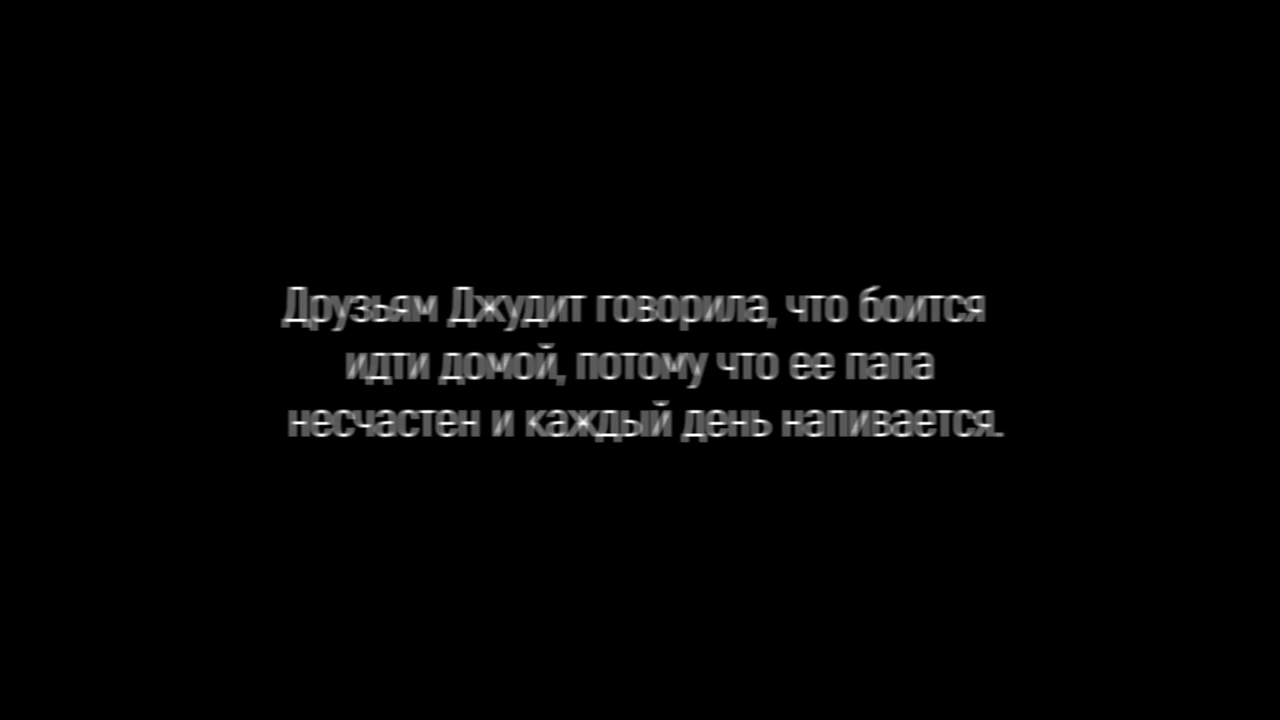 Друзьям Джудит говорила, что боится
идти домой, потому что ее папа
несчастен и каждый день напивается.